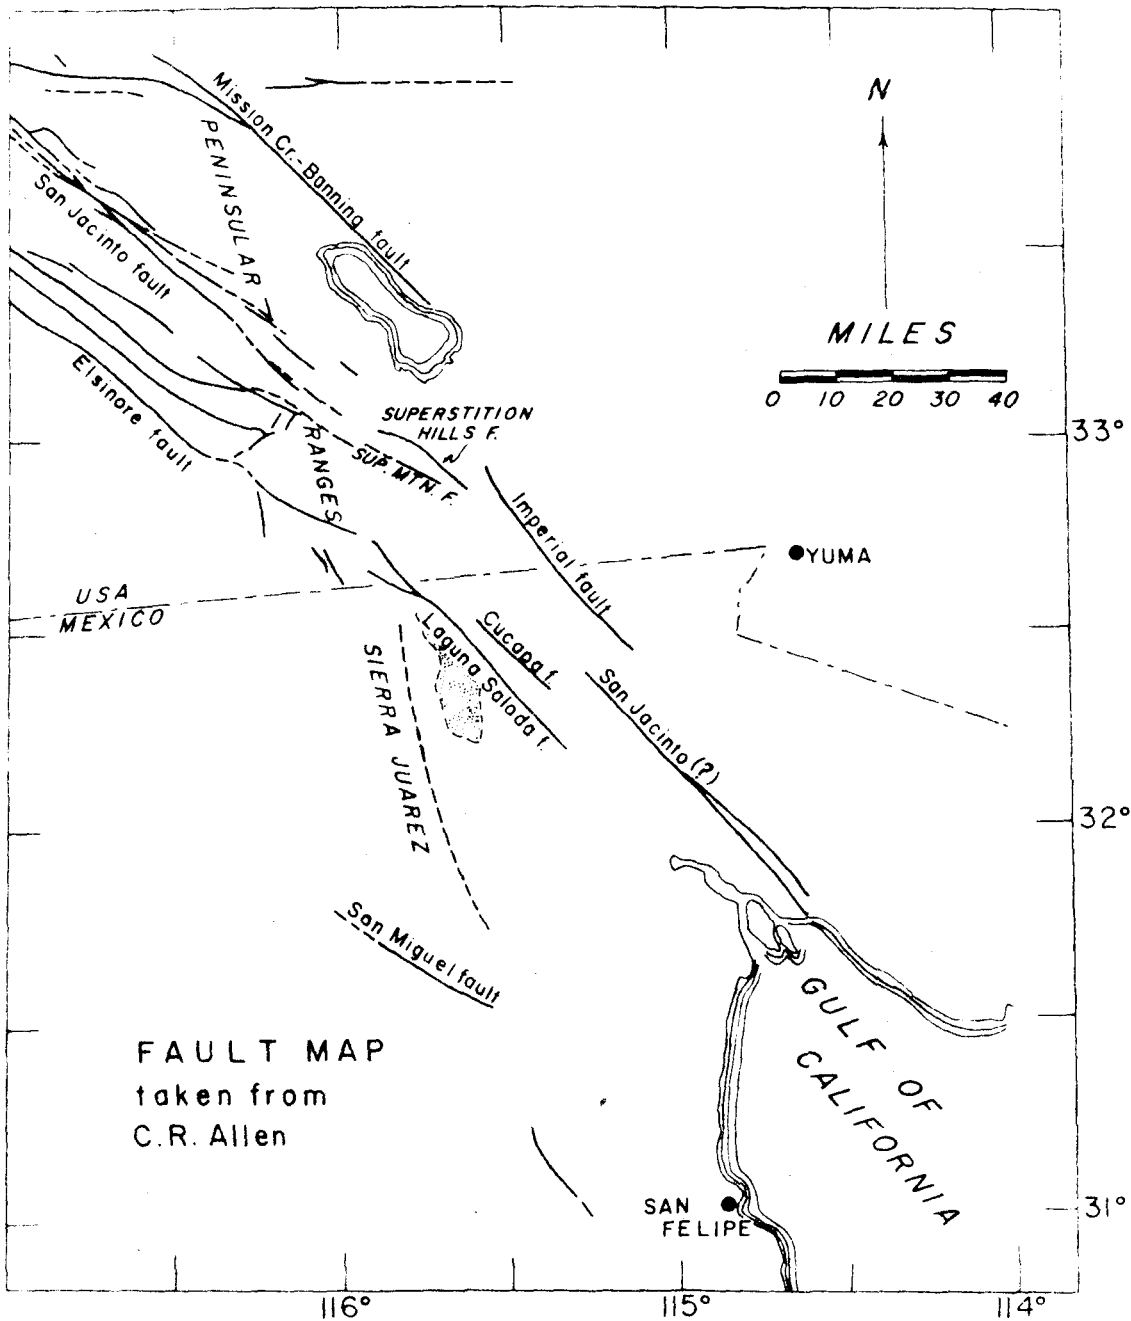 Mission Cr.-Banning fault
PENINSULAR
RANGES
San Jacinto fault
Elsinore fault
N
MILES
0 10 20 30 40
SUPERSTITION
HILLS F.
SUP. MTN. F.
33°
Imperial fault
YUMA
USA
MEXICO
Cucapa f.
Laguna Salada f.
SIERRA JUAREZ
San Jacinto (?)
32°
San Miguel fault
GULF OF
CALIFORNIA
FAULT MAP
taken from
C.R. Allen
SAN
FELIPE
31°
116° 115° 114°